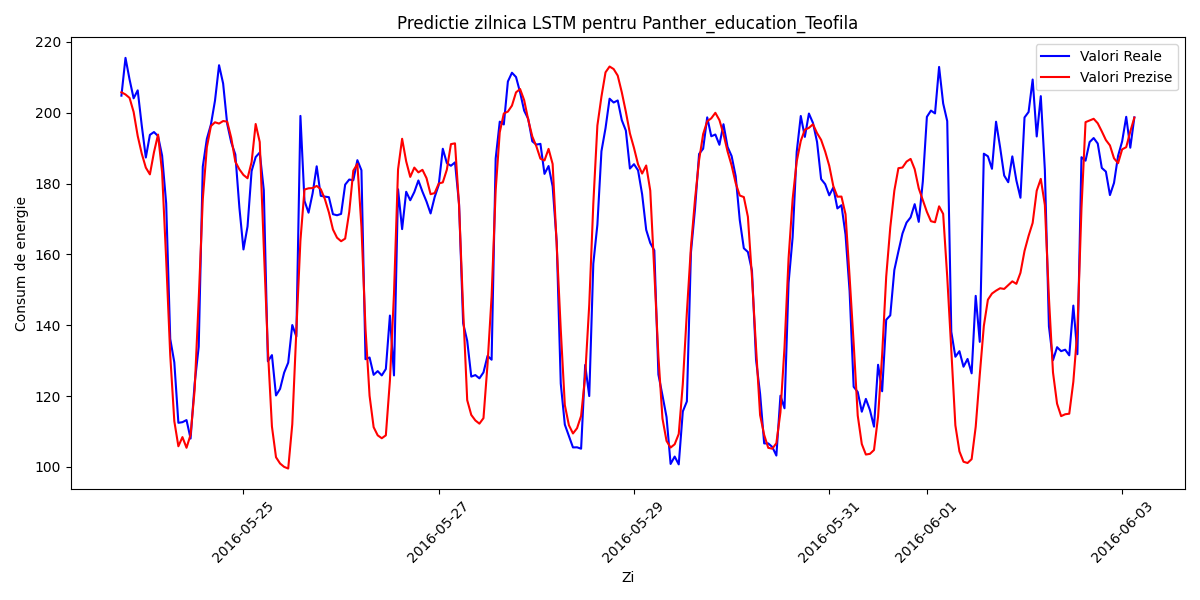 Predictie zilnica LSTM pentru Panther_education_Teofila
Valori Reale
Valori Prezise
Consum de energie
220
200
180
160
140
120
100
2016-05-25
2016-05-27
2016-05-29
2016-05-31
2016-06-01
2016-06-03
Zi